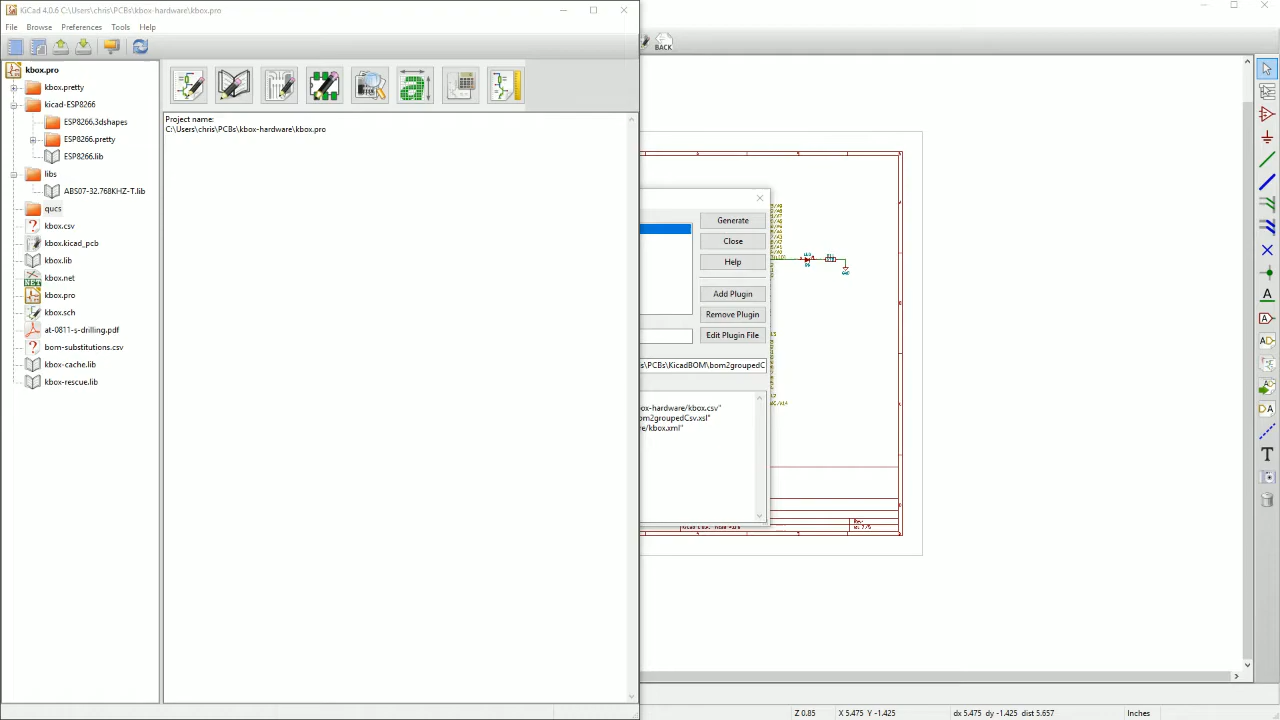 KiCad 4.0.6 C:\Users\chris\PCBs\kbox-hardware\kbox.pro
File Browse Preferences Tools Help
BACK
kbox.pro
kbox.pretty
kicad-ESP8266
ESP8266.3dshapes
ESP8266.pretty
ESP8266.lib
libs
ABS07-32.768KHZ-T.lib
qucs
kbox.csv
kbox.kicad_pcb
kbox.lib
NET kbox.net
kbox.pro
kbox.sch
at-0811-s-drilling.pdf
bom-substitutions.csv
kbox-cache.lib
kbox-rescue.lib
Project name:
C:\Users\chris\PCBs\kbox-hardware\kbox.pro
Generate
Close
Help
Add Plugin
Remove Plugin
Edit Plugin File
s\PCBs\KicadBOM\bom2groupedC
ox-hardware/kbox.csv"
om2groupedCsv.xsl"
re/kbox.xml"
Z 0.85 X 5.475 Y -1.425 dx 5.475 dy -1.425 dist 5.657 Inches